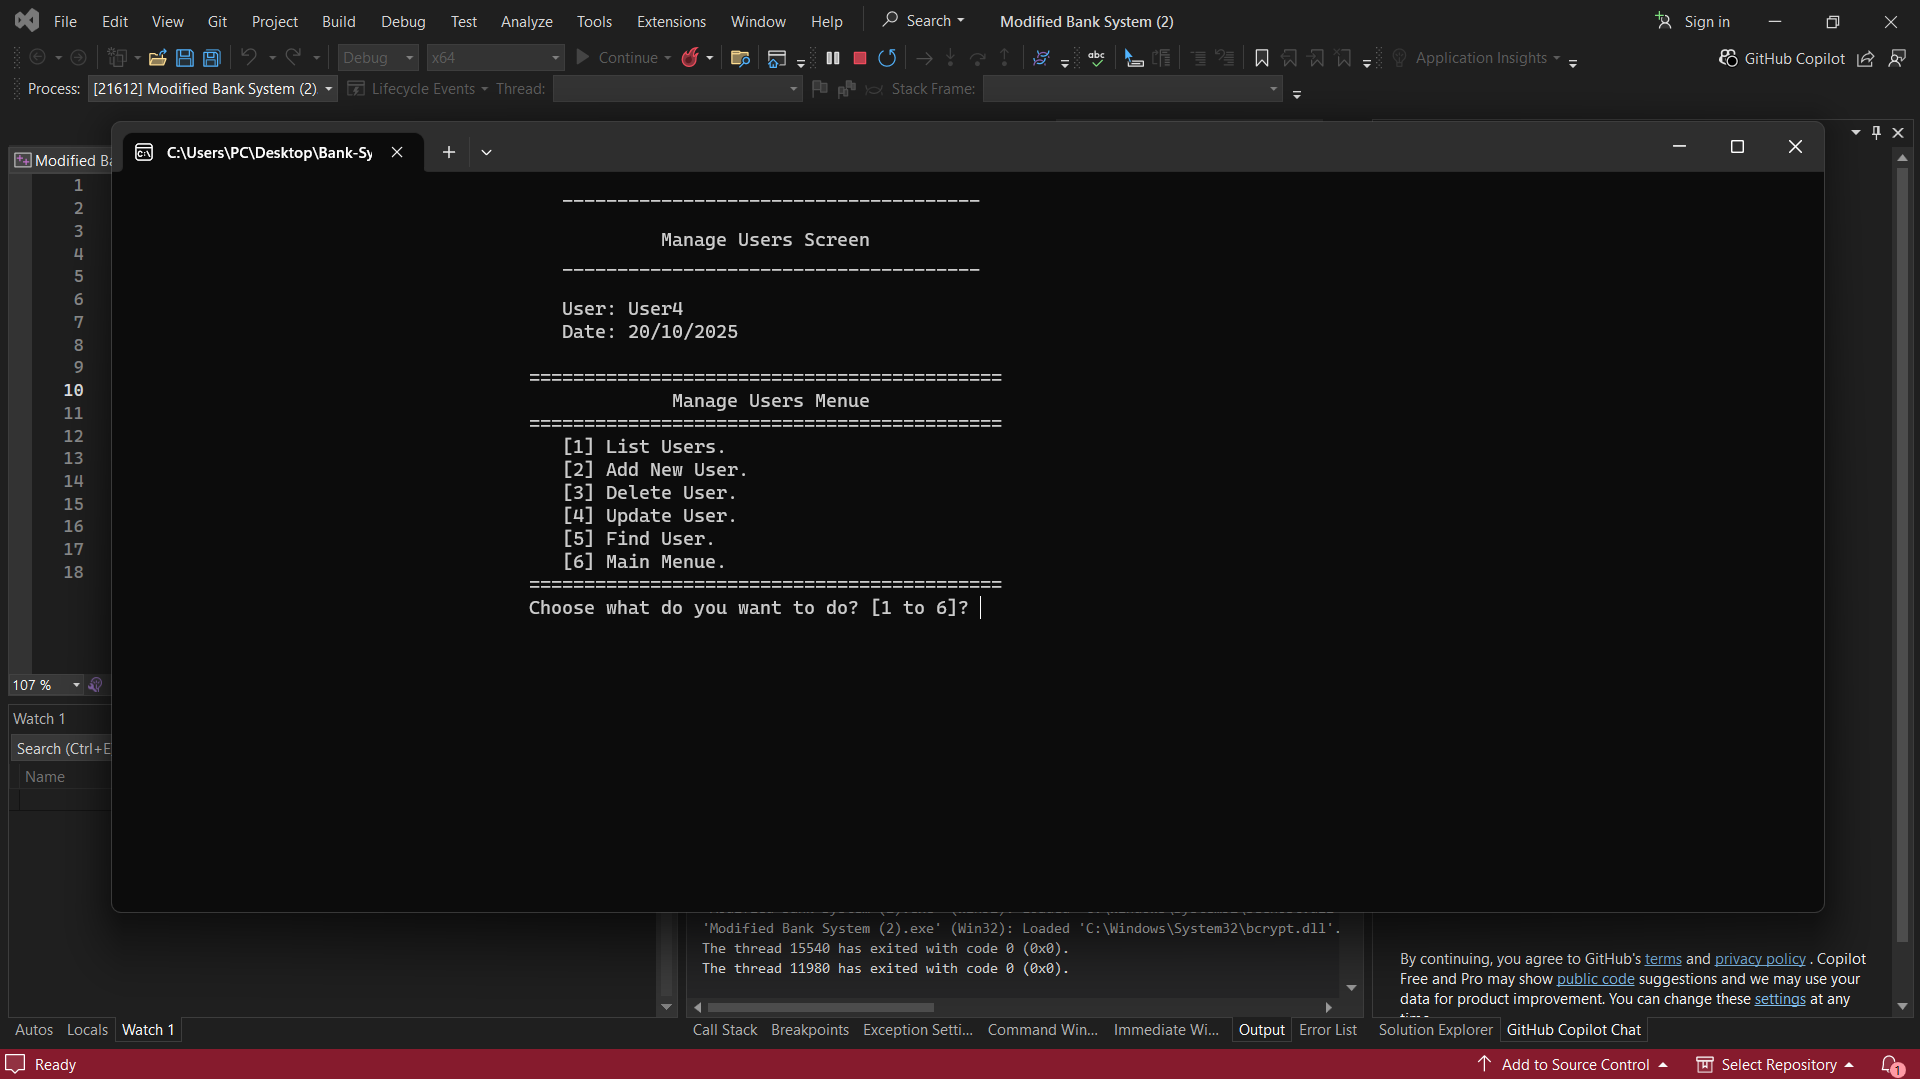 File Edit View Git Project Build Debug Test Analyze Tools Extensions Window Help Search Modified Bank System (2) Sign in
Debug x64 Continue abc Application Insights GitHub Copilot
Process: [21612] Modified Bank System (2) Lifecycle Events Thread: Stack Frame:
C:\Users\PC\Desktop\Bank-Sy
Modified Ba
1
2
3
4
5
6
7
8
9
10
11
12
13
14
15
16
17
18
--------------------------------------
Manage Users Screen
--------------------------------------
User: User4
Date: 20/10/2025
===========================================
Manage Users Menue
===========================================
[1] List Users.
[2] Add New User.
[3] Delete User.
[4] Update User.
[5] Find User.
[6] Main Menue.
===========================================
Choose what do you want to do? [1 to 6]?
107 %
Watch 1
Search (Ctrl+E
Name
'Modified Bank System (2).exe' (Win32): Loaded 'C:\Windows\System32\bcrypt.dll'.
The thread 15540 has exited with code 0 (0x0).
The thread 11980 has exited with code 0 (0x0).
By continuing, you agree to GitHub's terms and privacy policy . Copilot
Free and Pro may show public code suggestions and we may use your
data for product improvement. You can change these settings at any
time.
Autos Locals Watch 1
Call Stack Breakpoints Exception Setti... Command Win... Immediate Wi... Output Error List
Solution Explorer GitHub Copilot Chat
Ready
Add to Source Control Select Repository 1